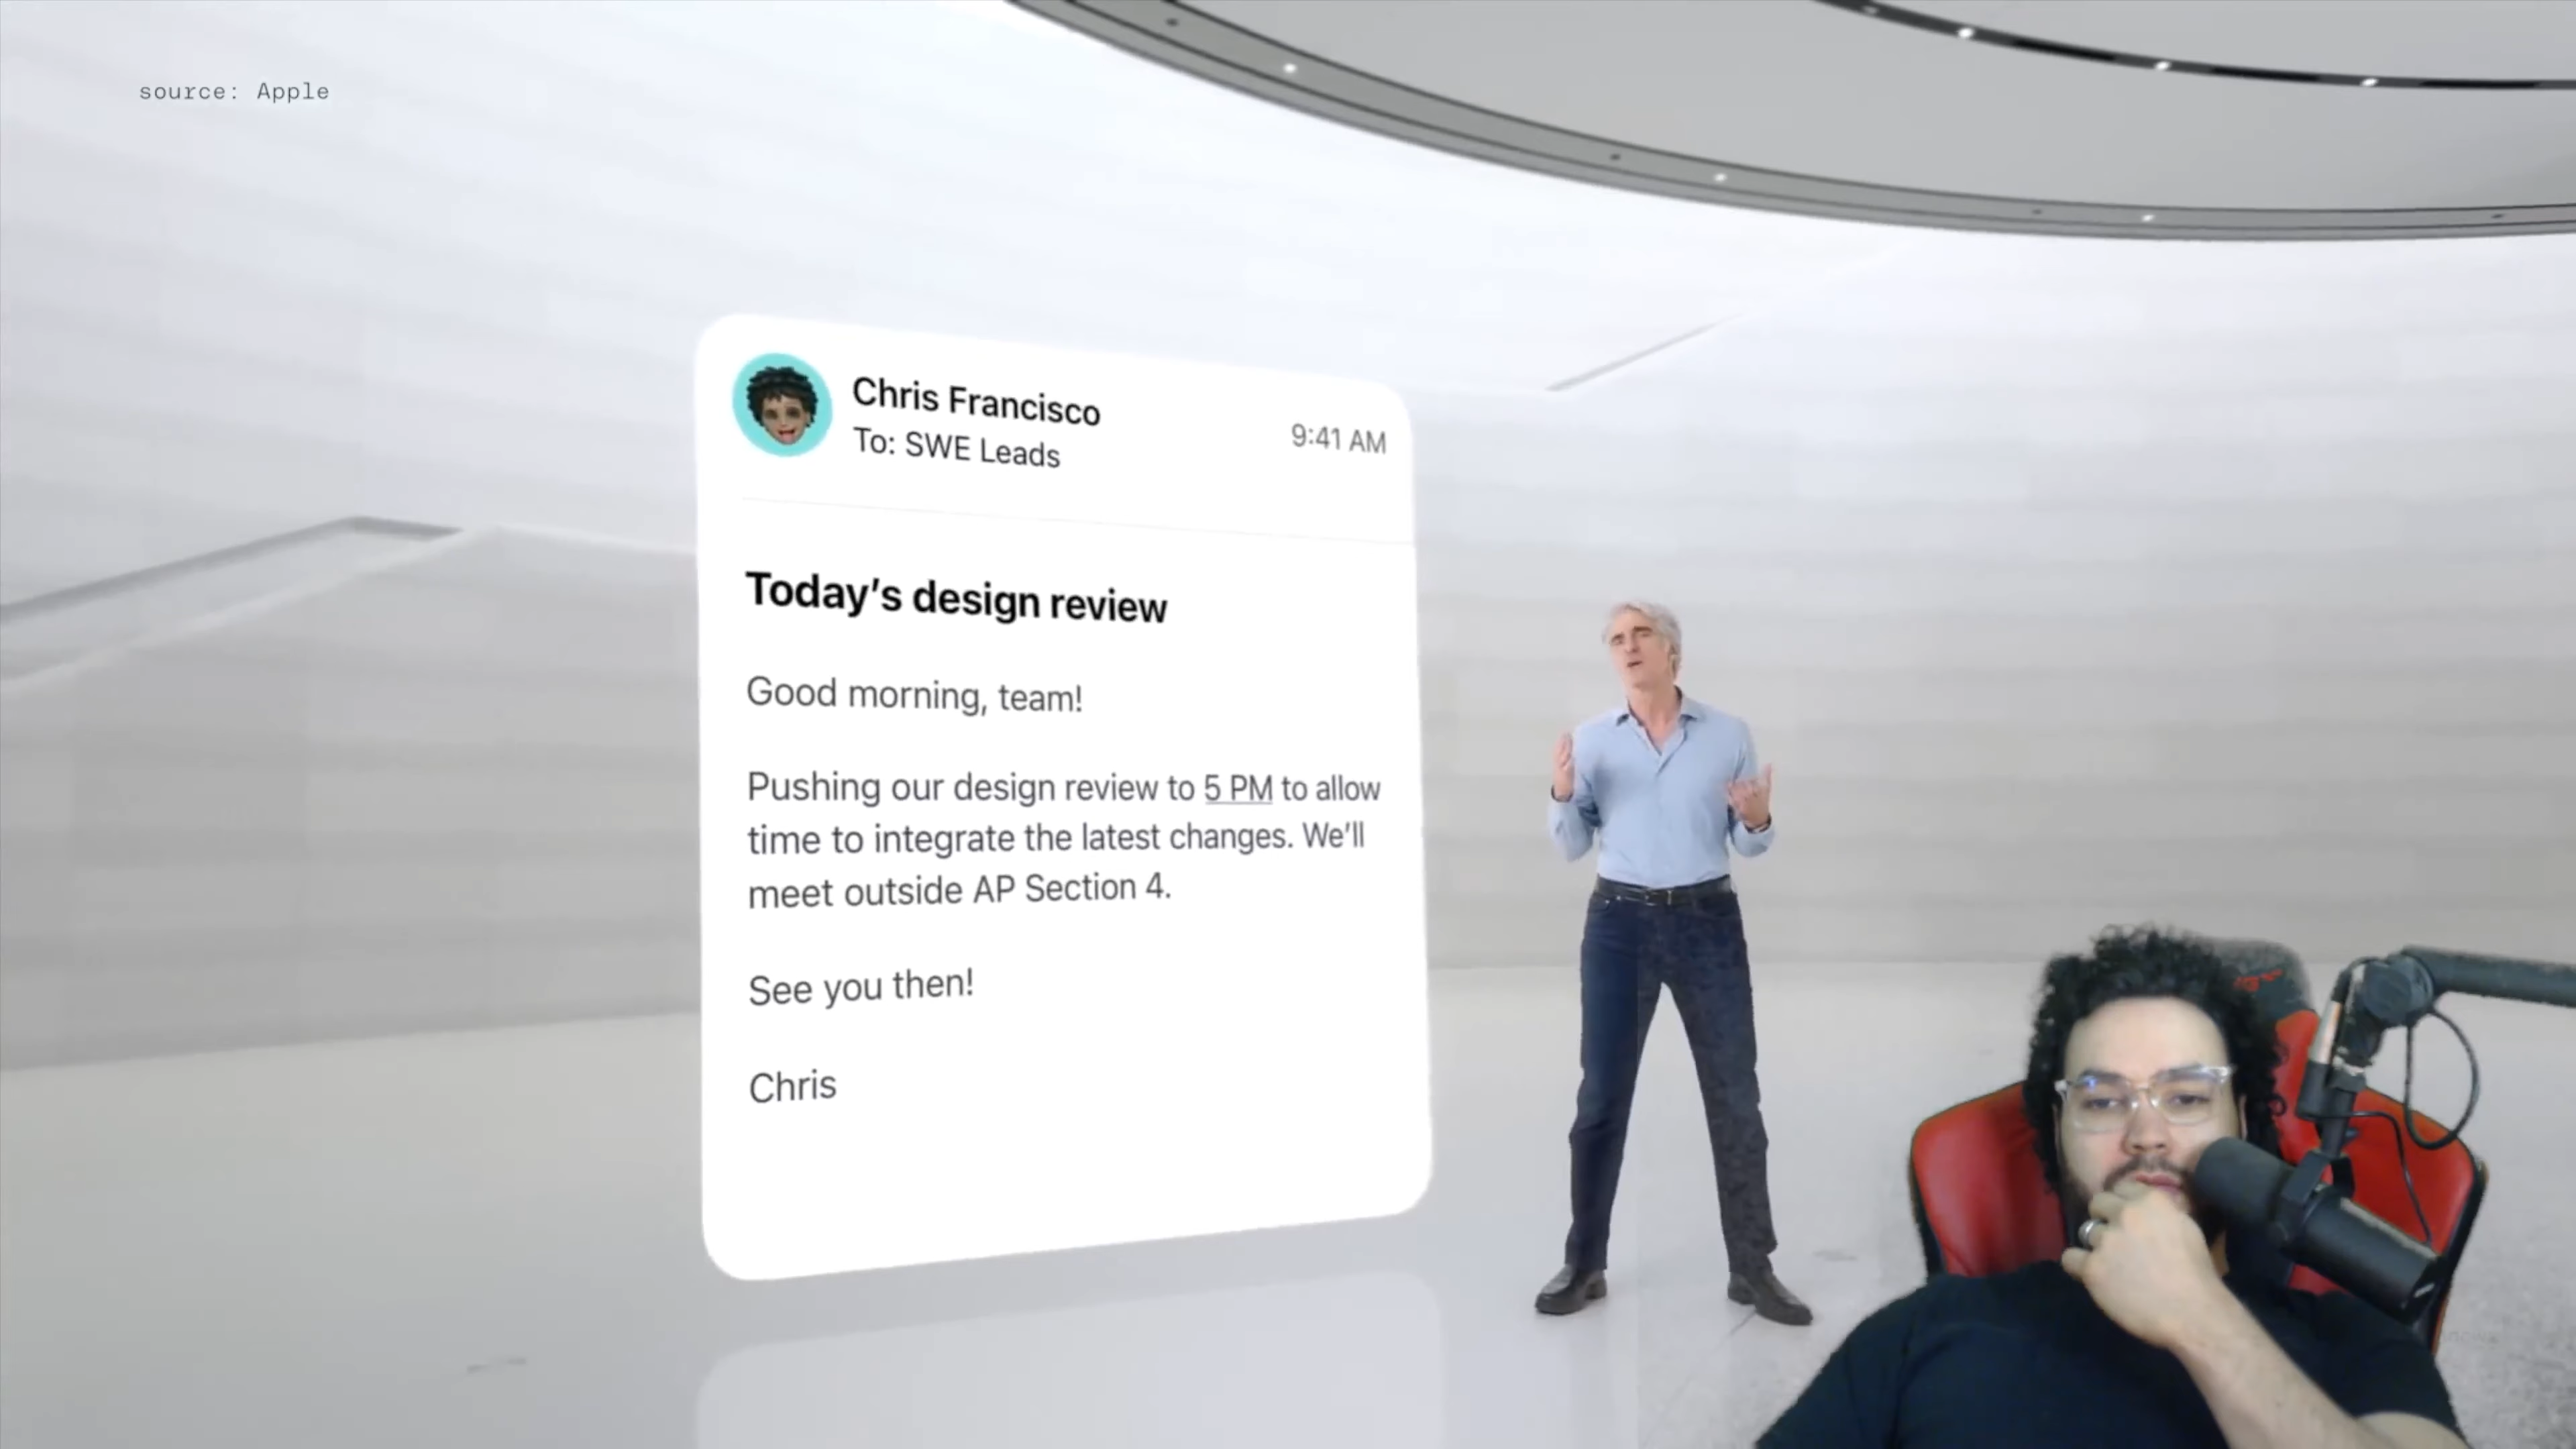 source: Apple
Chris Francisco
To: SWE Leads
9:41 AM
Today’s design review
Good morning, team!
Pushing our design review to 5 PM to allow
time to integrate the latest changes. We’ll
meet outside AP Section 4.
See you then!
Chris